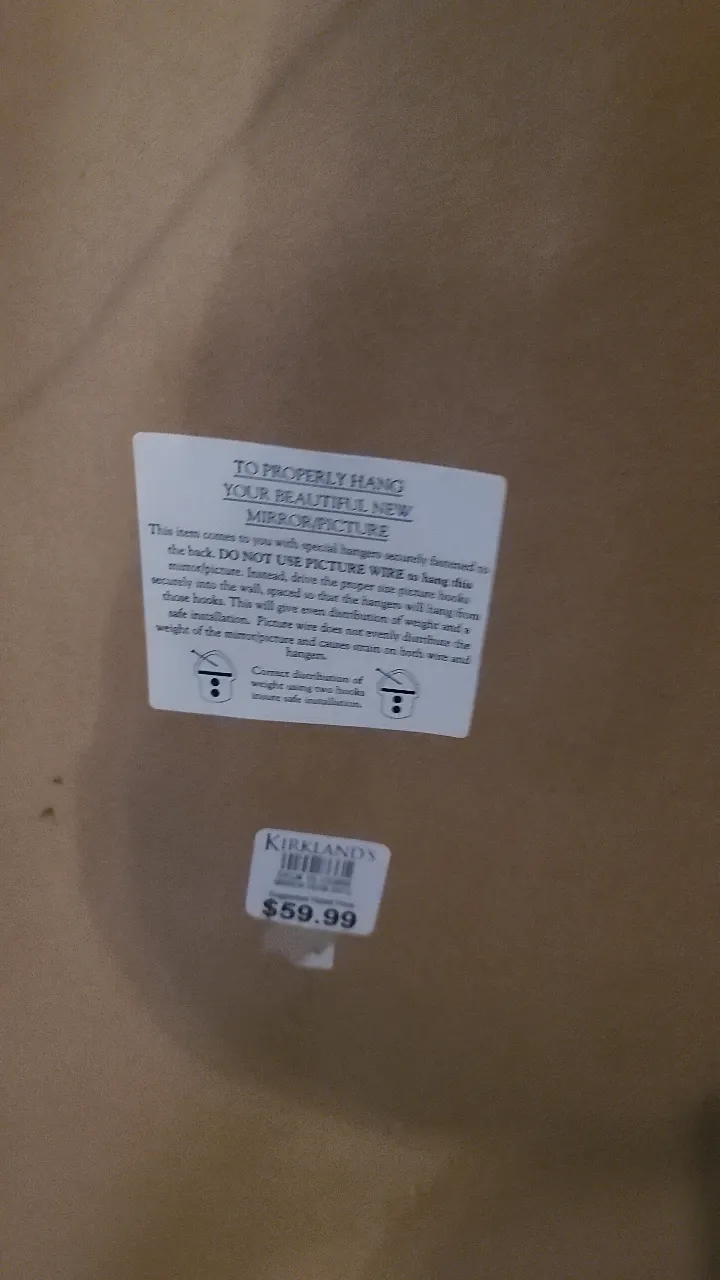 TO PROPERLY HANG
YOUR BEAUTIFUL NEW
MIRROR/PICTURE
This item comes to you with special hangers securely fastened to
the back. DO NOT USE PICTURE WIRE to hang this
mirror/picture. Instead, drive the proper size picture hooks
securely into the wall, spaced so that the hangers will hang from
those hooks. This will give even distribution of weight and a
safe installation. Picture wire does not evenly distribute the
weight of the mirror/picture and causes strain on both wire and
hangers.
Correct distribution of
weight using two hooks
insure safe installation.
KIRKLAND'S
$59.99